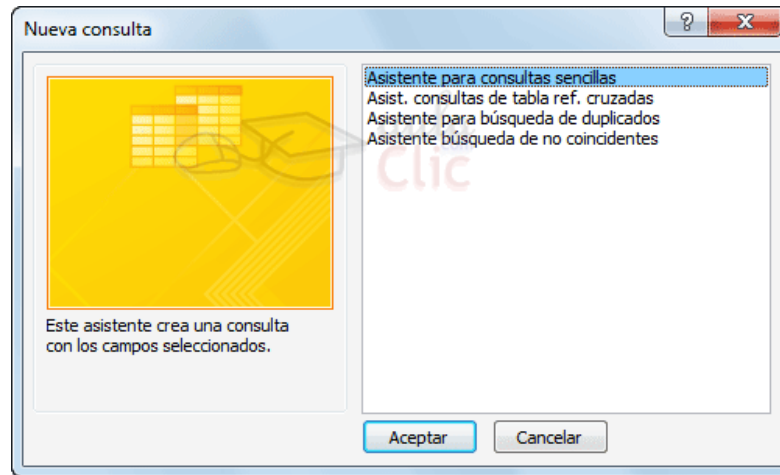 Nueva consulta
Asistente para consultas sencillas
Asist. consultas de tabla ref. cruzadas
Asistente para búsqueda de duplicados
Asistente búsqueda de no coincidentes
aula
Clic
Este asistente crea una consulta
con los campos seleccionados.
Aceptar
Cancelar